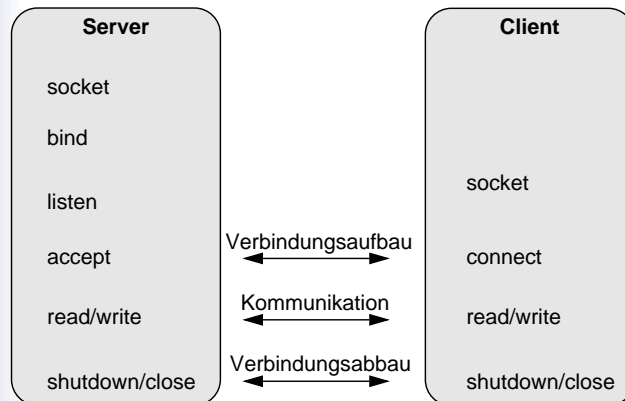 Server
socket
bind
listen
accept
read/write
shutdown/close
Verbindungsaufbau
Kommunikation
Verbindungsabbau
Client
socket
connect
read/write
shutdown/close